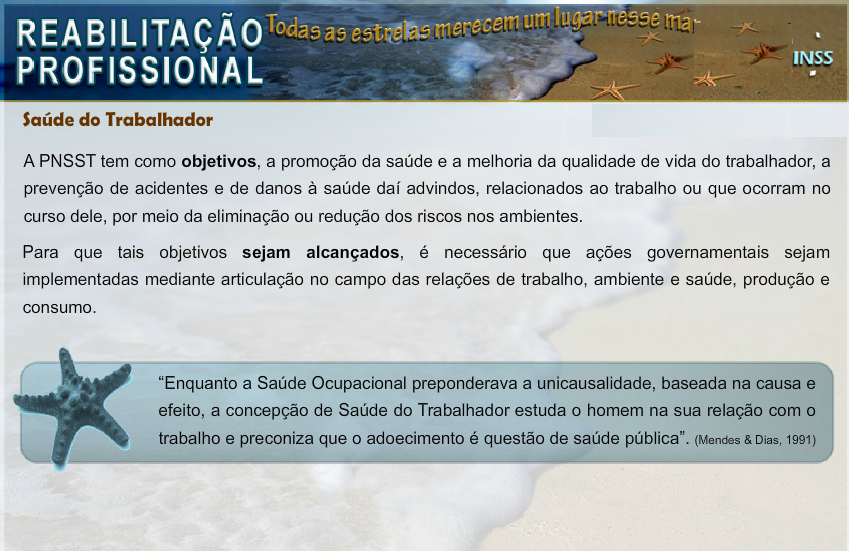 REABILITAÇÃO
PROFISSIONAL
Todas as estrelas merecem um lugar nesse mar
INSS
Saúde do Trabalhador
A PNSST tem como objetivos, a promoção da saúde e a melhoria da qualidade de vida do trabalhador, a
prevenção de acidentes e de danos à saúde daí advindos, relacionados ao trabalho ou que ocorram no
curso dele, por meio da eliminação ou redução dos riscos nos ambientes.
Para que tais objetivos sejam alcançados, é necessário que ações governamentais sejam
implementadas mediante articulação no campo das relações de trabalho, ambiente e saúde, produção e
consumo.
“Enquanto a Saúde Ocupacional preponderava a unicausalidade, baseada na causa e
efeito, a concepção de Saúde do Trabalhador estuda o homem na sua relação com o
trabalho e preconiza que o adoecimento é questão de saúde pública”. (Mendes & Dias, 1991)